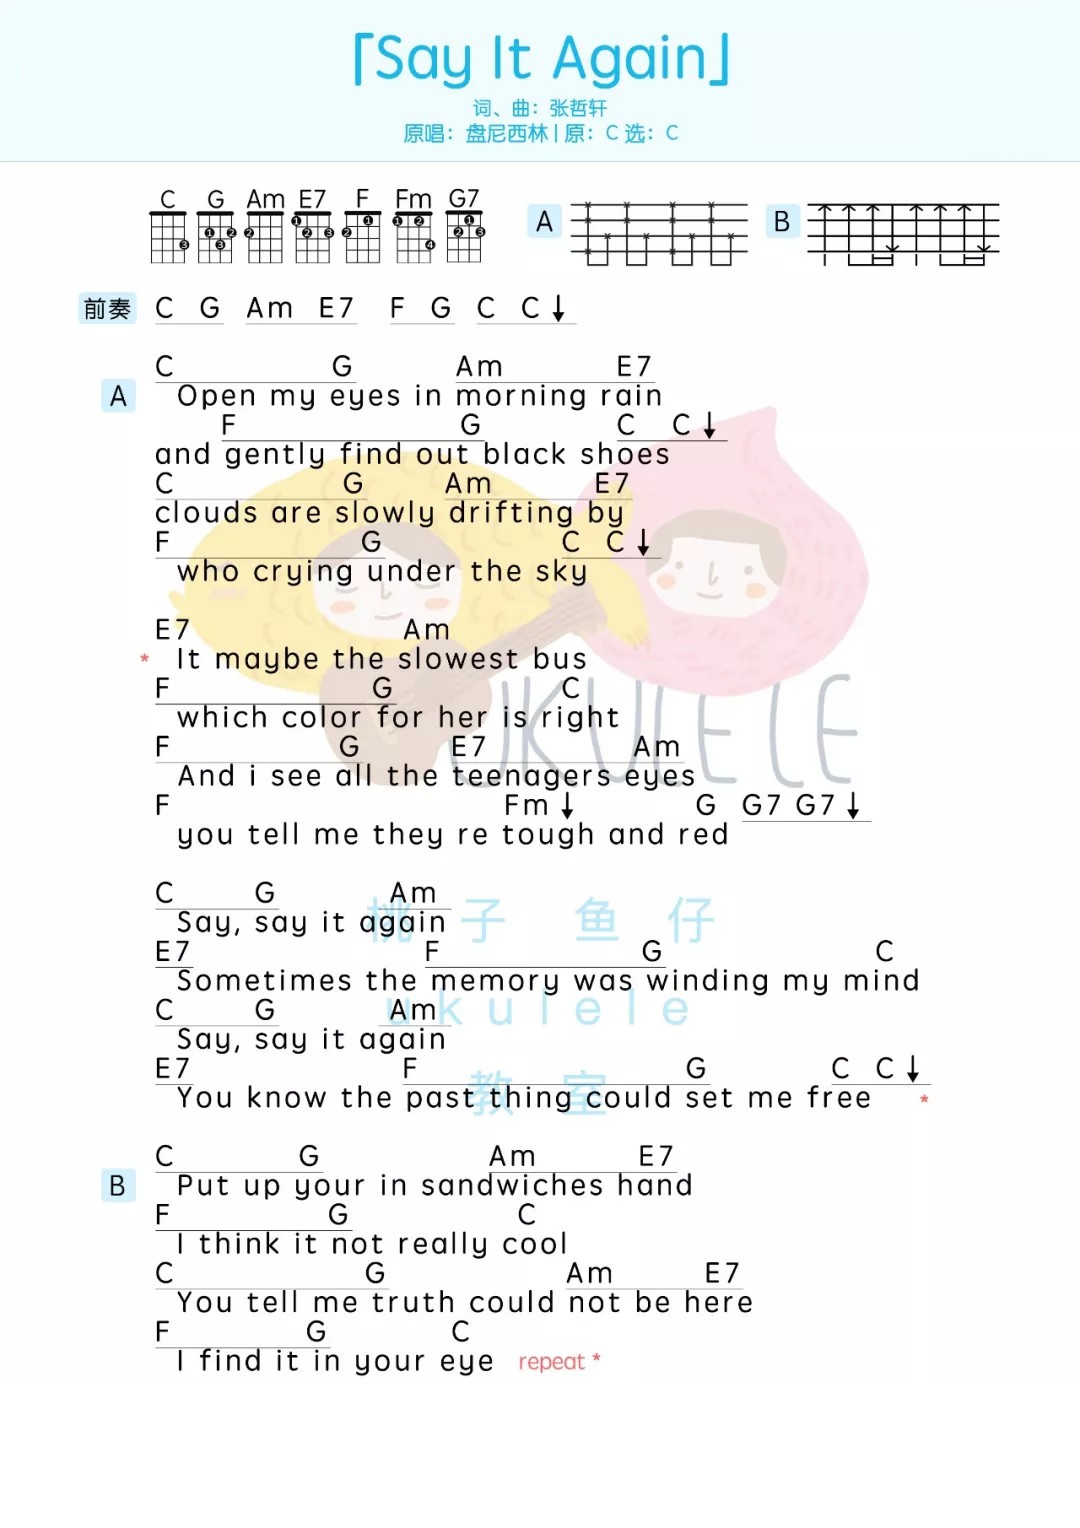 「Say It Again」
词、曲：张哲轩
原唱：盘尼西林 | 原：C 选：C
C G Am E7 F Fm G7 A B
前奏 C G Am E7 F G C C↓
C G Am E7
A Open my eyes in morning rain
F G C C↓
and gently find out black shoes
C G Am E7
clouds are slowly drifting by
F G C C↓
who crying under the sky
E7 Am
* It maybe the slowest bus
F G C
which color for her is right
F G E7 Am
And i see all the teenagers eyes
F Fm↓ G G7 G7↓
you tell me they re tough and red
C G Am
Say, say it again
E7 F G C
Sometimes the memory was winding my mind
C G Am
Say, say it again
E7 F G C C↓
You know the past thing could set me free *
C G Am E7
B Put up your in sandwiches hand
F G C
I think it not really cool
C G Am E7
You tell me truth could not be here
F G C
I find it in your eye repeat *
UKULELE
桃子鱼仔
ukulele
教室